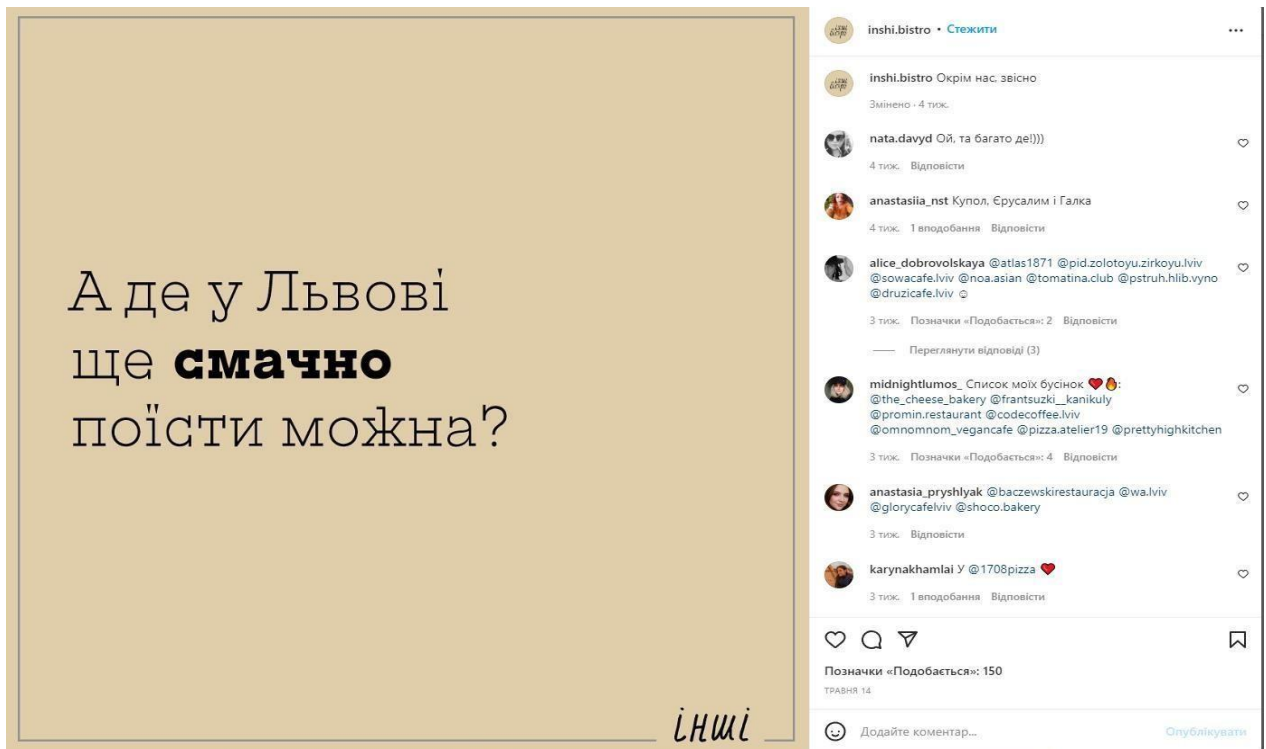 А де у Львові
ще смачно
поїсти можна?
інші
inshi.bistro • Стежити
inshi.bistro Окрім нас, звісно
Змінено · 4 тиж.
nata.davyd Ой, та багато де!)))
4 тиж. Відповісти
anastasiia_nst Купол, Єрусалим і Галка
4 тиж. 1 вподобання Відповісти
alice_dobrovolskaya @atlas1871 @pid.zolotoyu.zirkoyu.lviv
@sowacafe.lviv @noa.asian @tomatina.club @pstruh.hlib.vyno
@druzicafe.lviv ☺
3 тиж. Позначки «Подобається»: 2 Відповісти
Переглянути відповіді (3)
midnightlumos_ Список моїх бусінок ❤️🔥:
@the_cheese_bakery @frantsuzki__kanikuly
@promin.restaurant @codecoffee.lviv
@omnomnom_vegancafe @pizza.atelier19 @prettyhighkitchen
3 тиж. Позначки «Подобається»: 4 Відповісти
anastasia_pryshlyak @baczewskirestauracja @wa.lviv
@glorycafelviv @shoco.bakery
3 тиж. Відповісти
karynakhamlai У @1708pizza ❤️
3 тиж. 1 вподобання Відповісти
Позначки «Подобається»: 150
ТРАВНЯ 14
Додайте коментар... Опублікувати